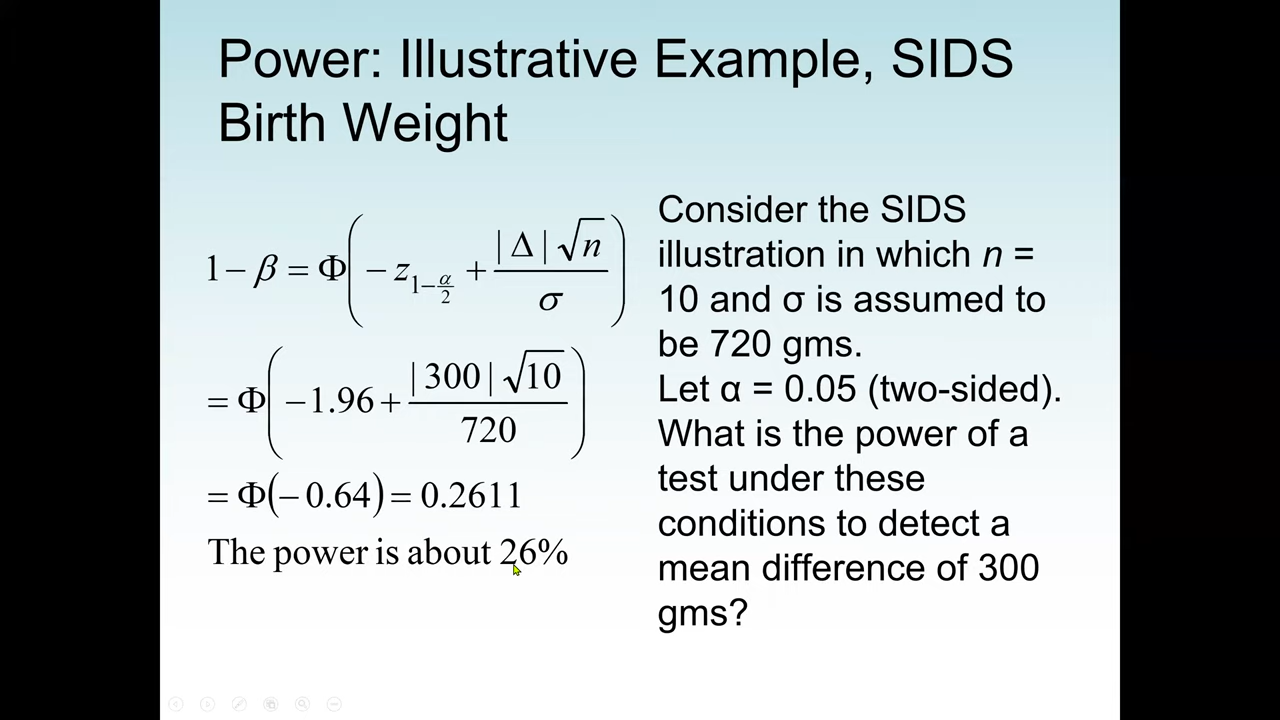 Power: Illustrative Example, SIDS
Birth Weight
1 − β = Φ( − z_{1−α/2} + |Δ|√n / σ )
= Φ( − 1.96 + |300|√10 / 720 )
= Φ(− 0.64) = 0.2611
The power is about 26%
Consider the SIDS
illustration in which n =
10 and σ is assumed to
be 720 gms.
Let α = 0.05 (two-sided).
What is the power of a
test under these
conditions to detect a
mean difference of 300
gms?